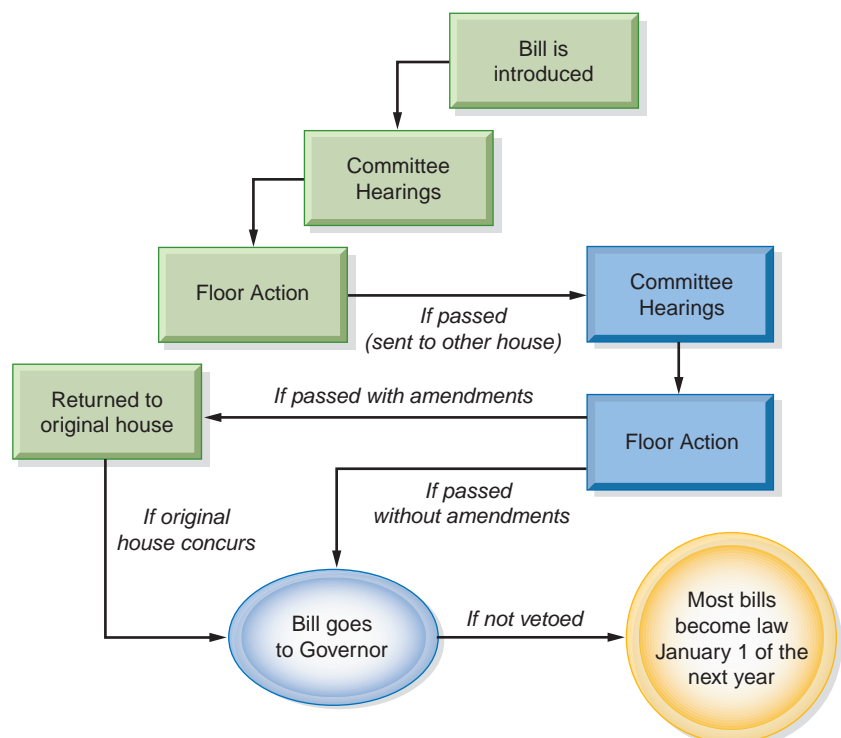 Bill is
introduced
Committee
Hearings
Floor Action
If passed
(sent to other house)
Committee
Hearings
Floor Action
If passed with amendments
Returned to
original house
If passed
without amendments
If original
house concurs
Bill goes
to Governor
If not vetoed
Most bills
become law
January 1 of the
next year